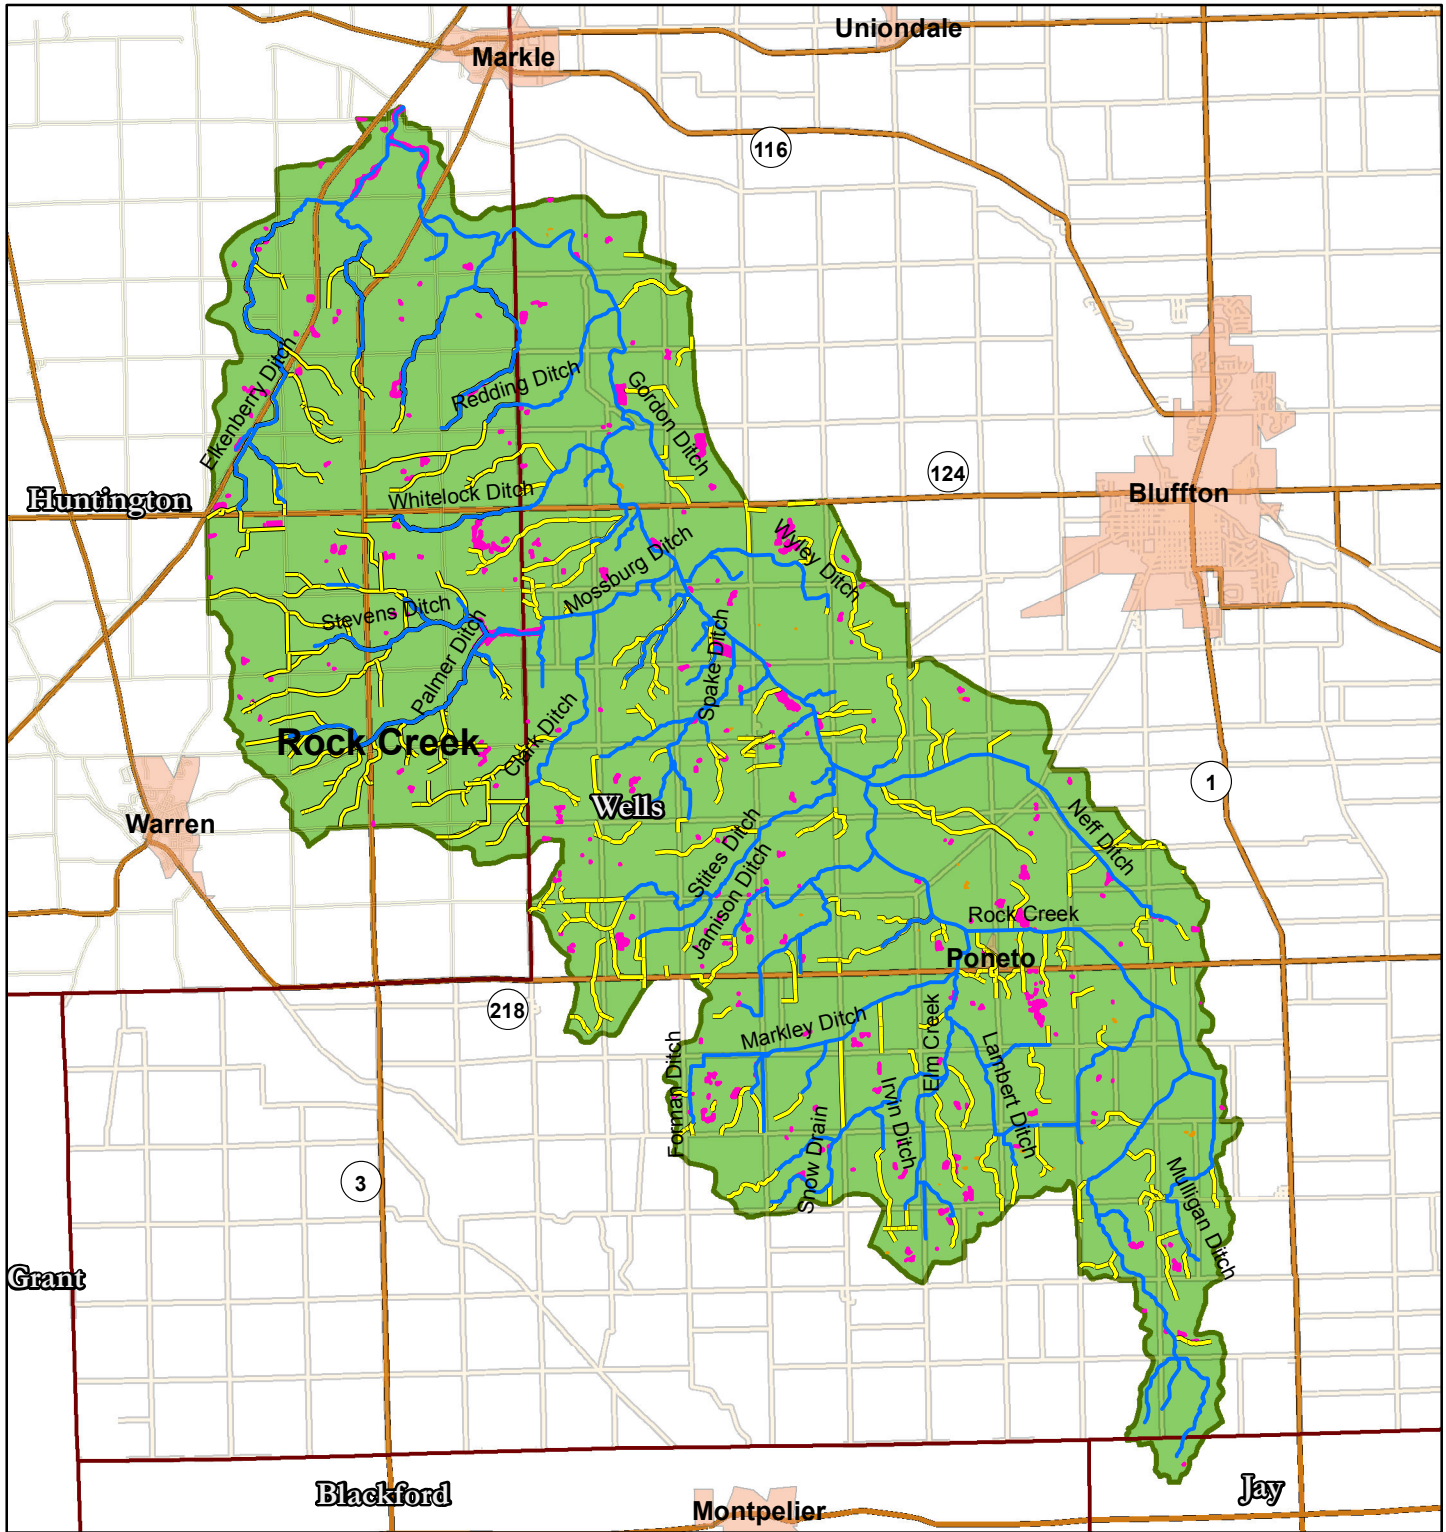 Uniondale
Markle
116
Elkenberry Ditch
Redding Ditch
Gordon Ditch
124
Huntington
Whitelock Ditch
Bluffton
Mossburg Ditch
Wyley Ditch
Stevens Ditch
Palmer Ditch
Spake Ditch
Clark Ditch
Rock Creek
1
Wells
Warren
Neff Ditch
Stites Ditch
Jamison Ditch
Rock Creek
Poneto
218
Markley Ditch
Elm Creek
Forman Ditch
Lambert Ditch
Irvin Ditch
Snow Drain
3
Mulligan Ditch
Grant
Blackford
Jay
Montpelier